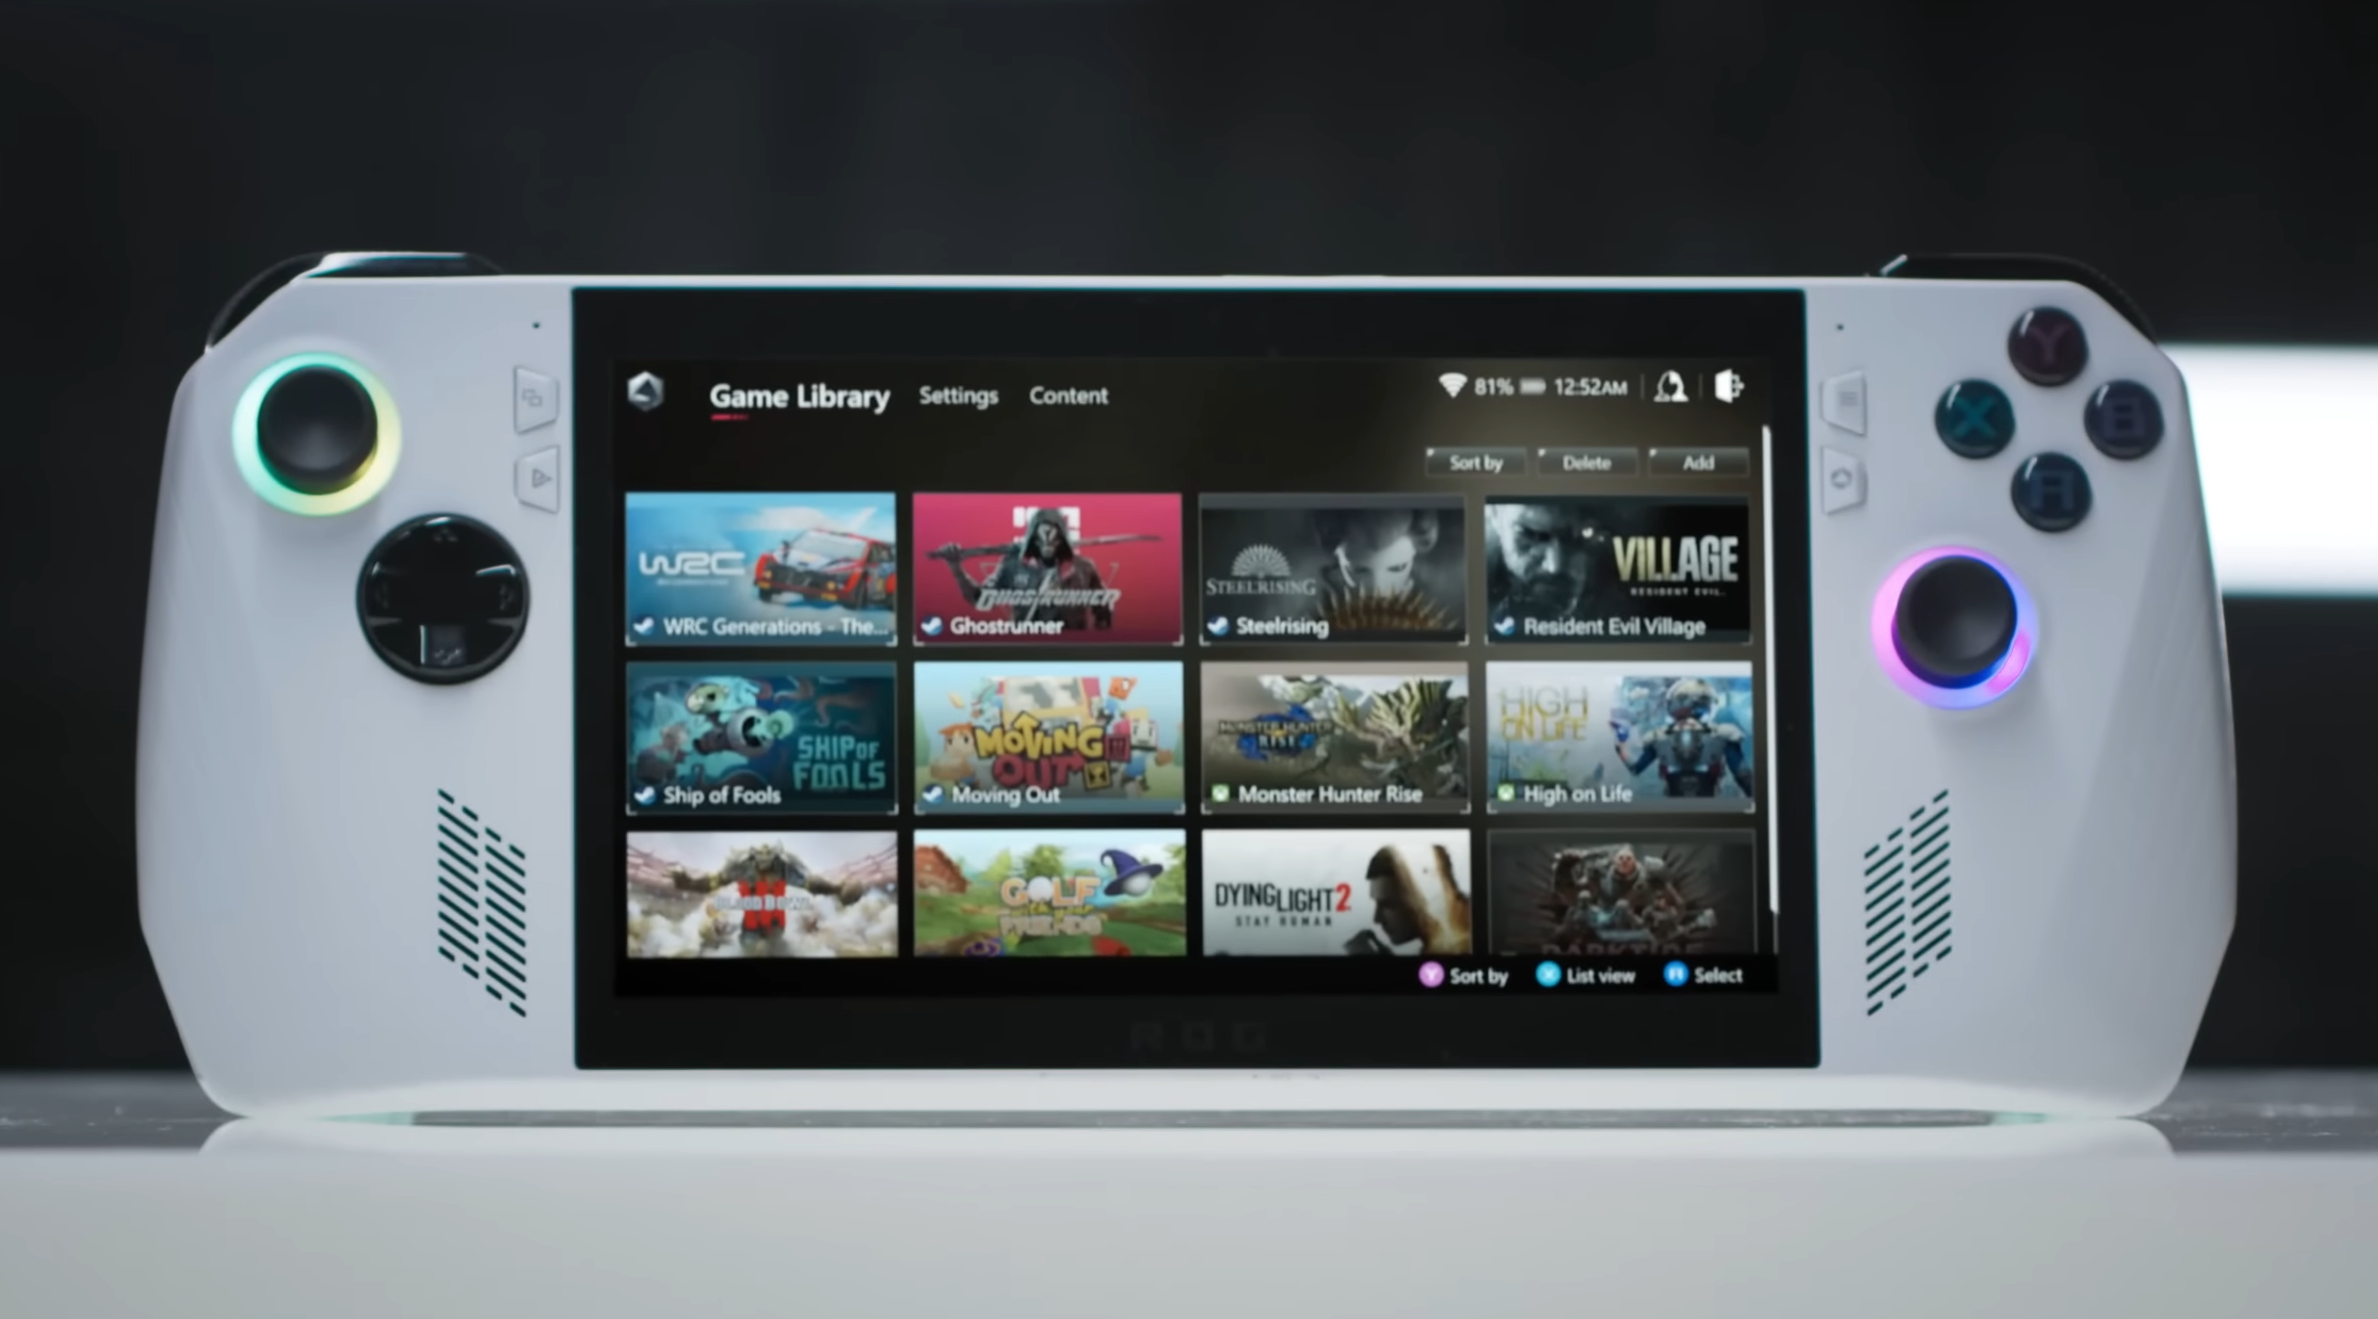 Game Library Settings Content 81% 12:52AM
Sort by Delete Add
Y
X B
A
WRC
WRC Generations - The...
GHOSTRUNNER
Ghostrunner
STEELRISING
Steelrising
VILLAGE
RESIDENT EVIL
Resident Evil Village
SHIP OF
FOOLS
Ship of Fools
MOVING
OUT
Moving Out
MONSTER HUNTER
RISE
Monster Hunter Rise
HIGH
ON LIFE
High on Life
BLOOD BOWL
GOLF
with your
FRIENDS
DYING LIGHT 2
STAY HUMAN
DARKTIDE
Y Sort by X List view A Select
ROG